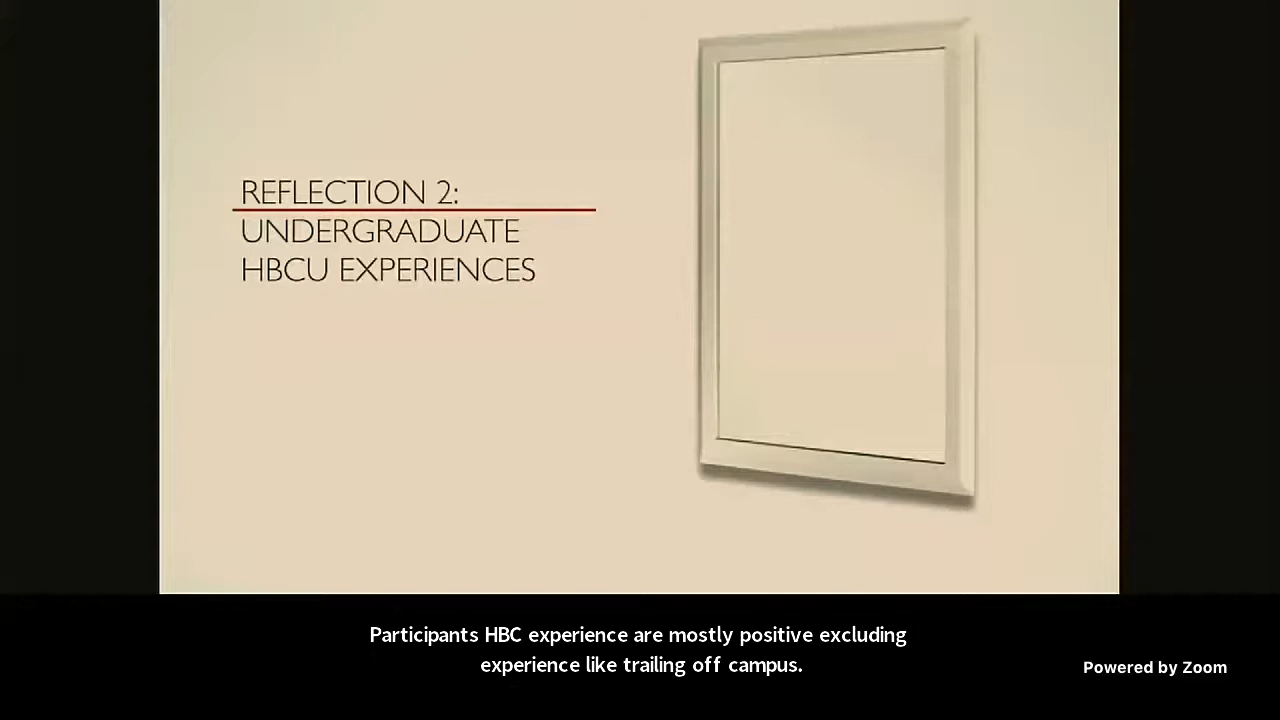 REFLECTION 2:
UNDERGRADUATE
HBCU EXPERIENCES
Participants HBC experience are mostly positive excluding
experience like trailing off campus.
Powered by Zoom